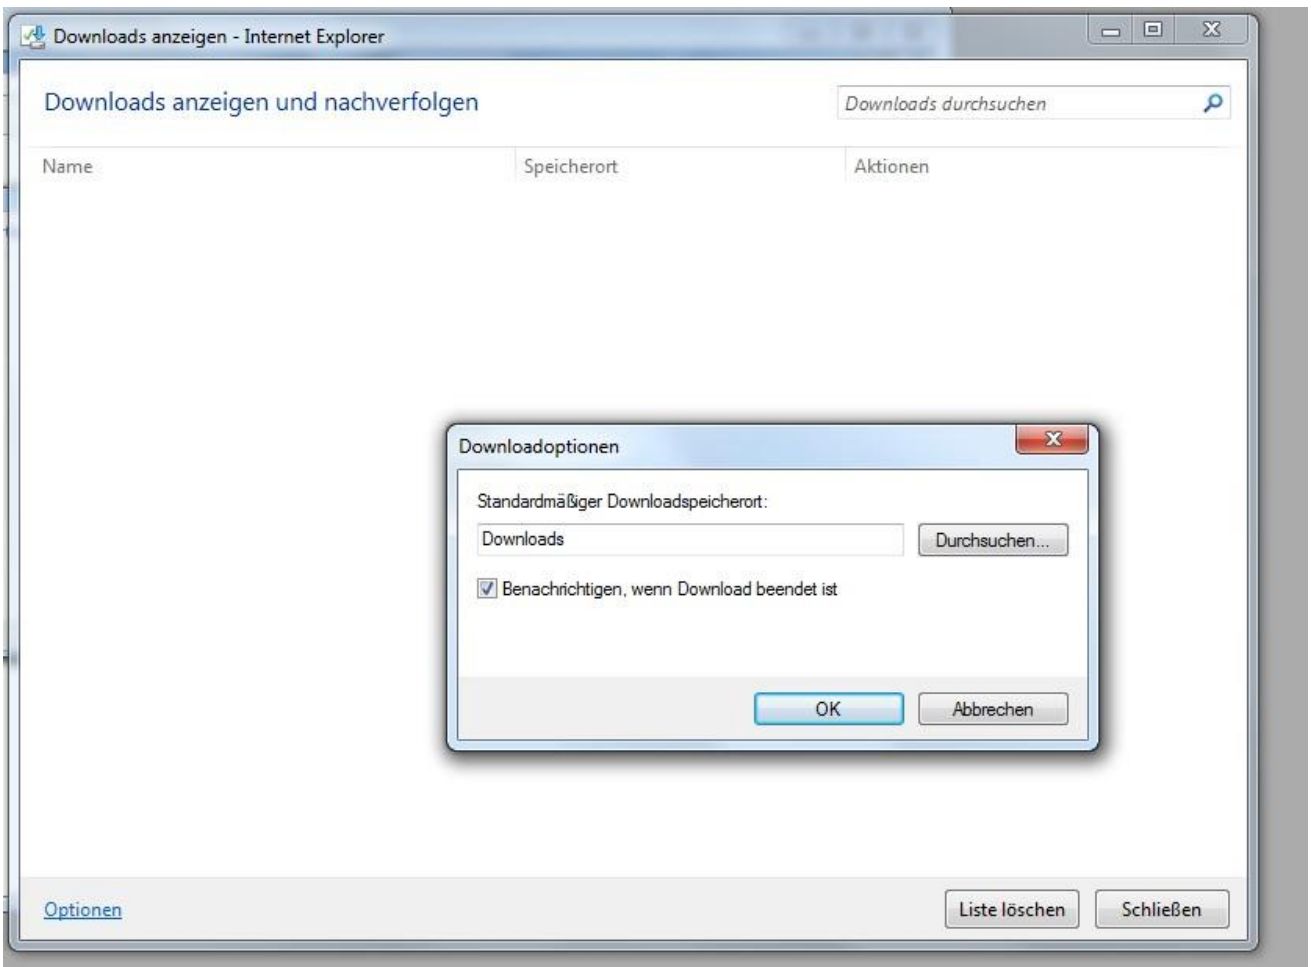 Downloads anzeigen - Internet Explorer
Downloads anzeigen und nachverfolgen
Downloads durchsuchen
Name Speicherort Aktionen
Downloadoptionen
Standardmäßiger Downloadspeicherort:
Downloads Durchsuchen...
Benachrichtigen, wenn Download beendet ist
OK Abbrechen
Optionen Liste löschen Schließen